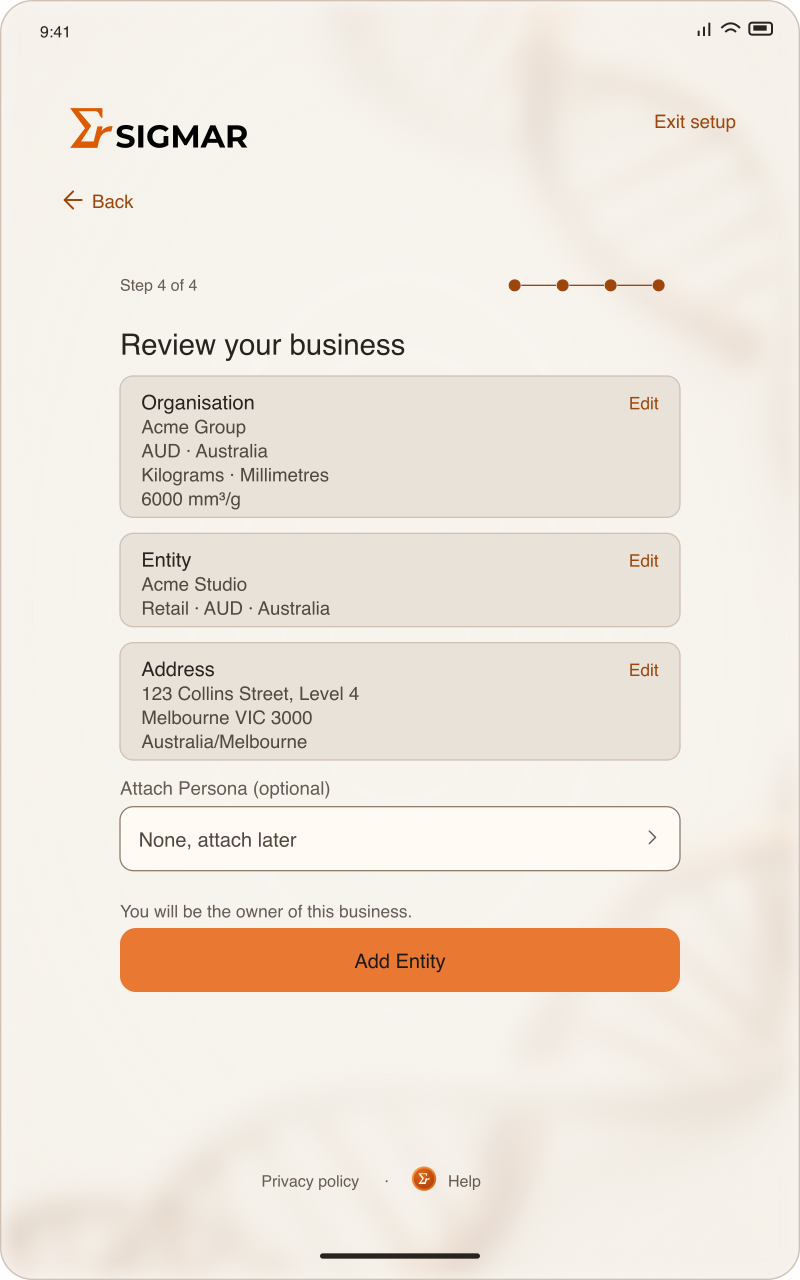 9:41
SIGMAR
Exit setup
Back
Step 4 of 4
Review your business
Organisation
Edit
Acme Group
AUD · Australia
Kilograms · Millimetres
6000 mm³/g
Entity
Edit
Acme Studio
Retail · AUD · Australia
Address
Edit
123 Collins Street, Level 4
Melbourne VIC 3000
Australia/Melbourne
Attach Persona (optional)
None, attach later
You will be the owner of this business.
Add Entity
Privacy policy · Help